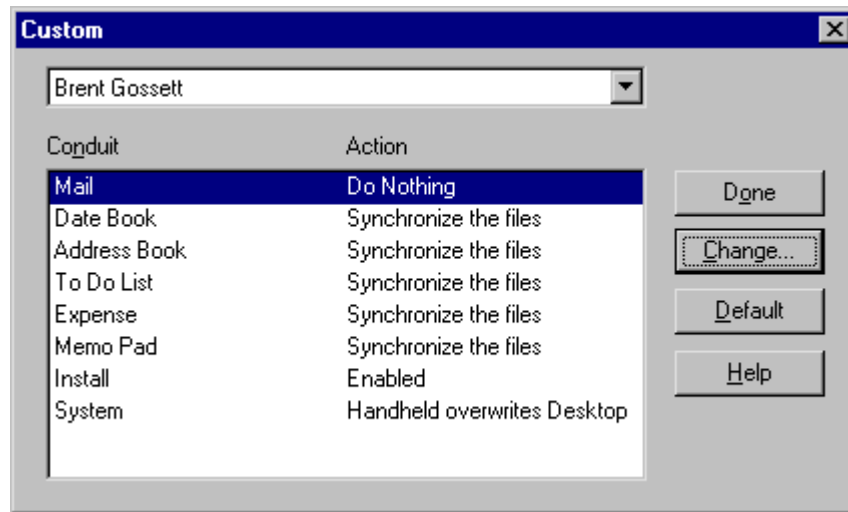 Custom
Brent Gossett
Conduit Action
Mail Do Nothing
Date Book Synchronize the files
Address Book Synchronize the files
To Do List Synchronize the files
Expense Synchronize the files
Memo Pad Synchronize the files
Install Enabled
System Handheld overwrites Desktop
Done
Change...
Default
Help